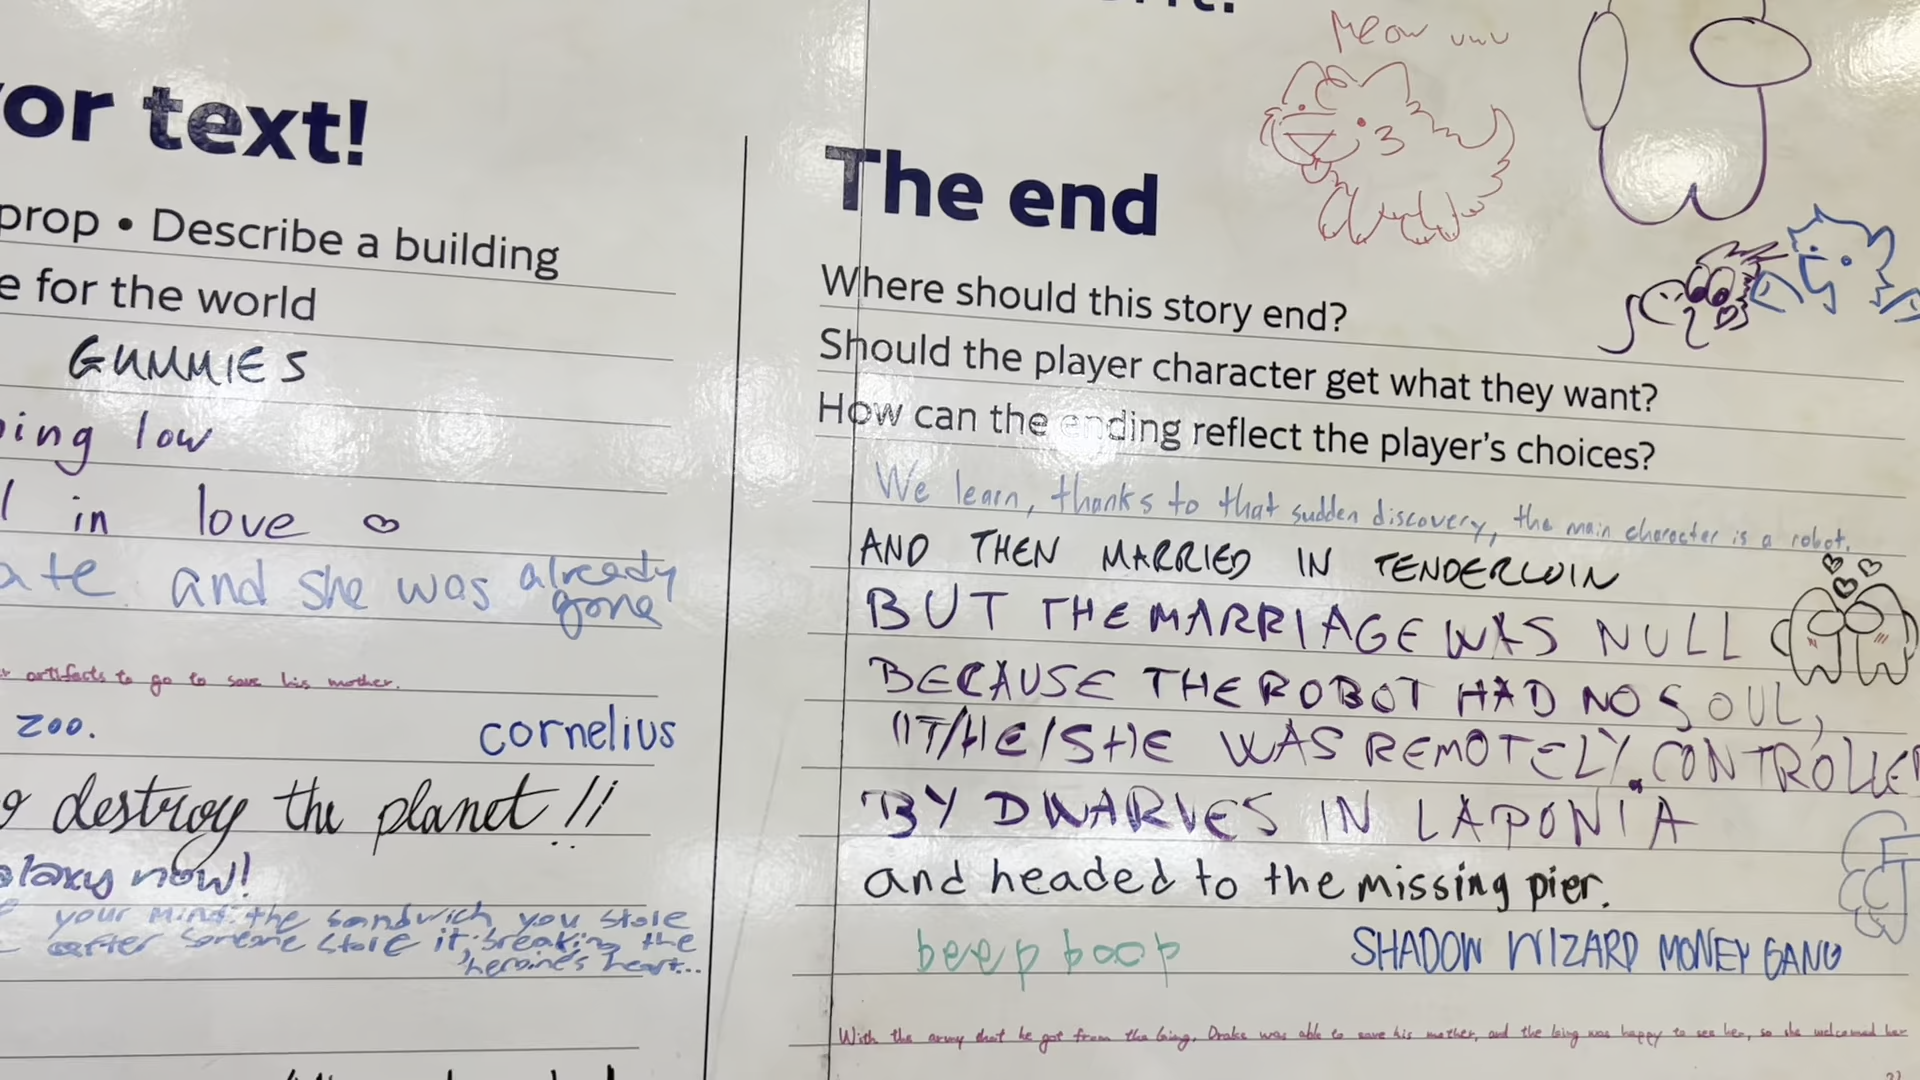 or text!
prop • Describe a building
e for the world
GUMMIES
ing low
in love
ate and she was already gone
artifacts to go to save his mother.
zoo. cornelius
destroy the planet!!
now!
your mind: the sandwich you stole
after someone stole it, breaking the
heroine's heart...
Meow uwu
The end
Where should this story end?
Should the player character get what they want?
How can the ending reflect the player's choices?
We learn, thanks to that sudden discovery, the main character is a robot.
AND THEN MARRIED IN TENDERLOIN
BUT THE MARRIAGE WAS NULL
BECAUSE THE ROBOT HAD NO SOUL,
IT/HE/SHE WAS REMOTELY CONTROLLE
BY DWARVES IN LAPONIA
and headed to the missing pier.
beep boop SHADOW WIZARD MONEY GANG
With the army that he got from the king, Drake was able to save his mother, and the king was happy to see her, so she welcomed her